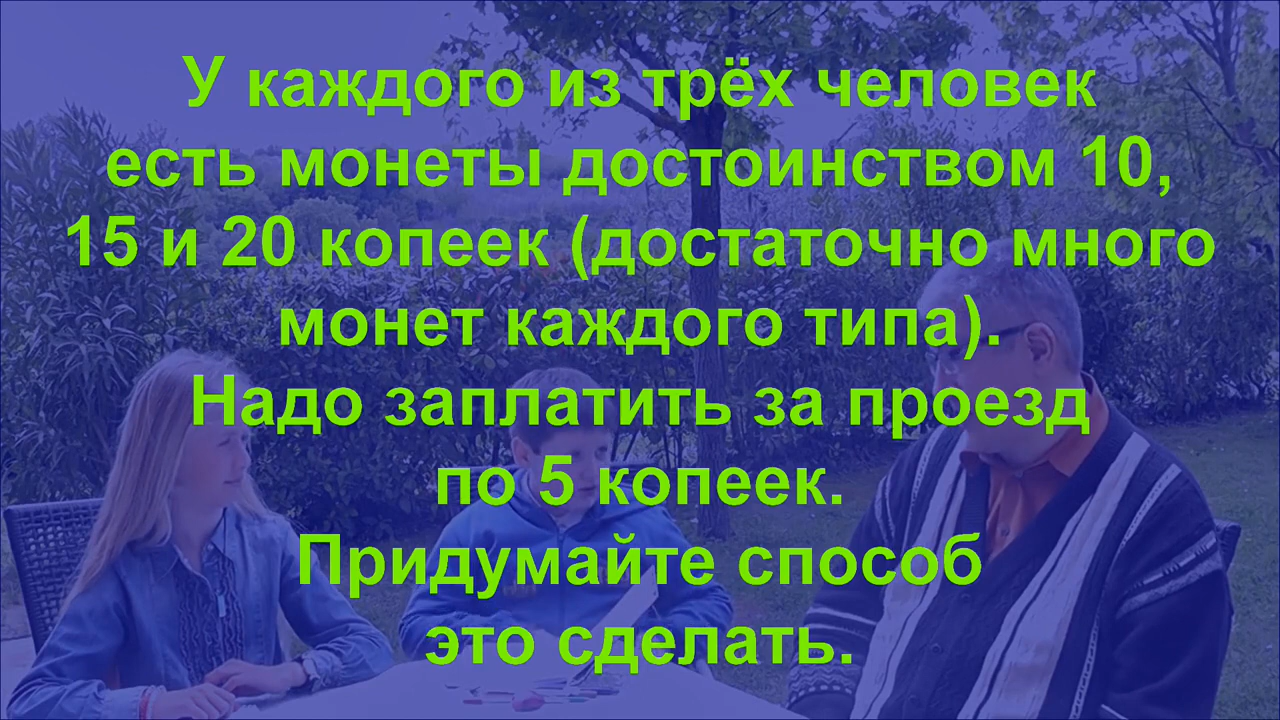 У каждого из трёх человек
есть монеты достоинством 10,
15 и 20 копеек (достаточно много
монет каждого типа).
Надо заплатить за проезд
по 5 копеек.
Придумайте способ
это сделать.